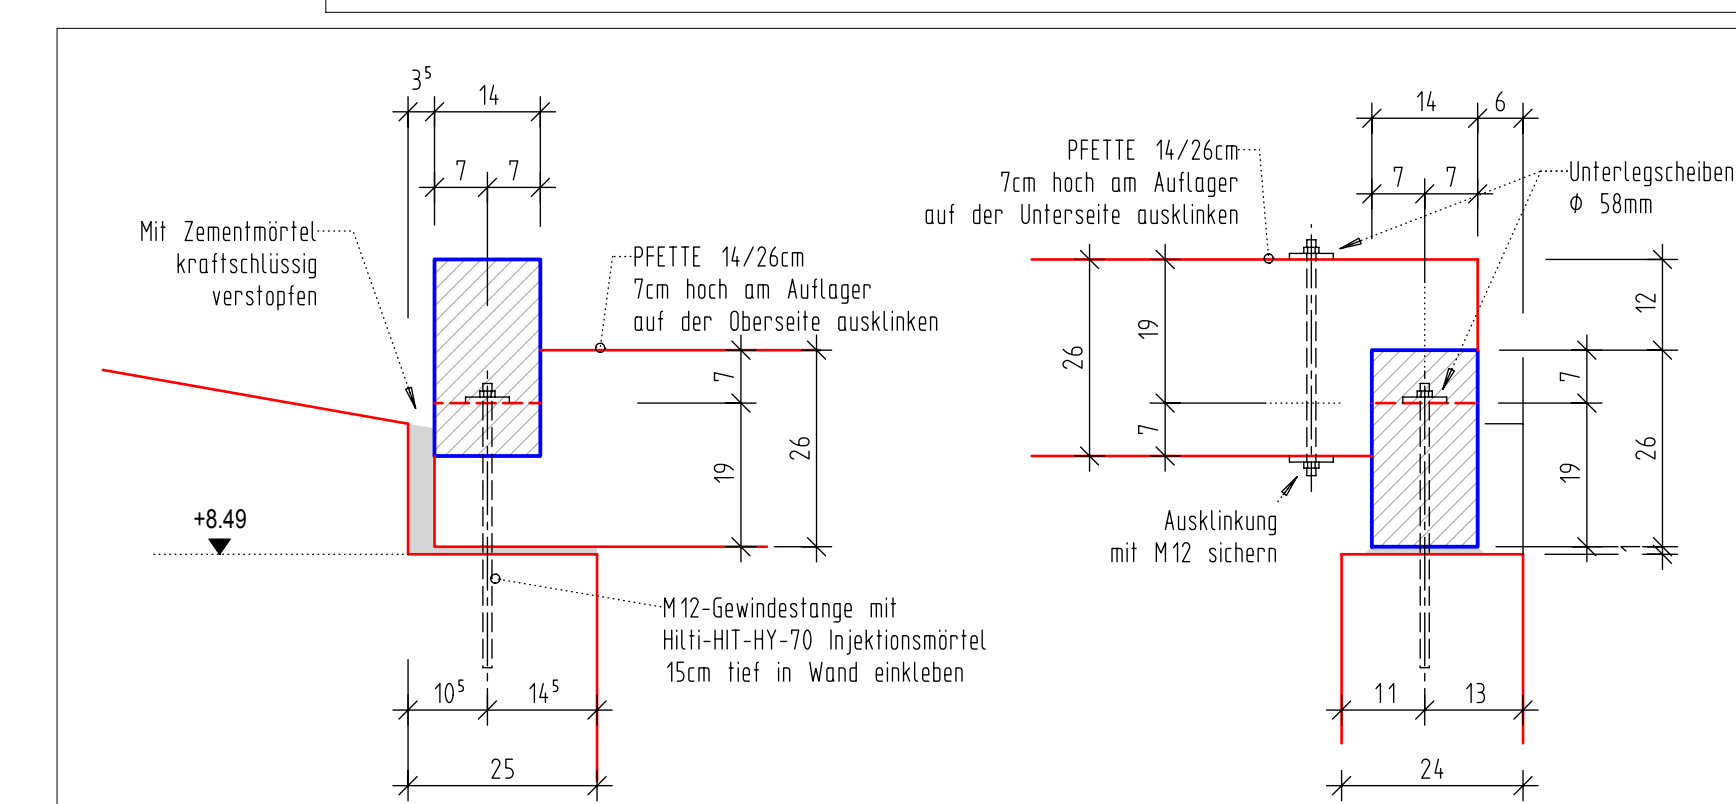 3⁵
14
7
7
Mit Zementmörtel
kraftschlüssig
verstopfen
PFETTE 14/26cm
7cm hoch am Auflager
auf der Oberseite ausklinken
7
19
26
+8.49
M12-Gewindestange mit
Hilti-HIT-HY-70 Injektionsmörtel
15cm tief in Wand einkleben
10⁵
14⁵
25
14
6
7
7
PFETTE 14/26cm
7cm hoch am Auflager
auf der Unterseite ausklinken
Unterlegscheiben
ϕ 58mm
26
19
7
12
7
26
19
1
Ausklinkung
mit M12 sichern
11
13
24